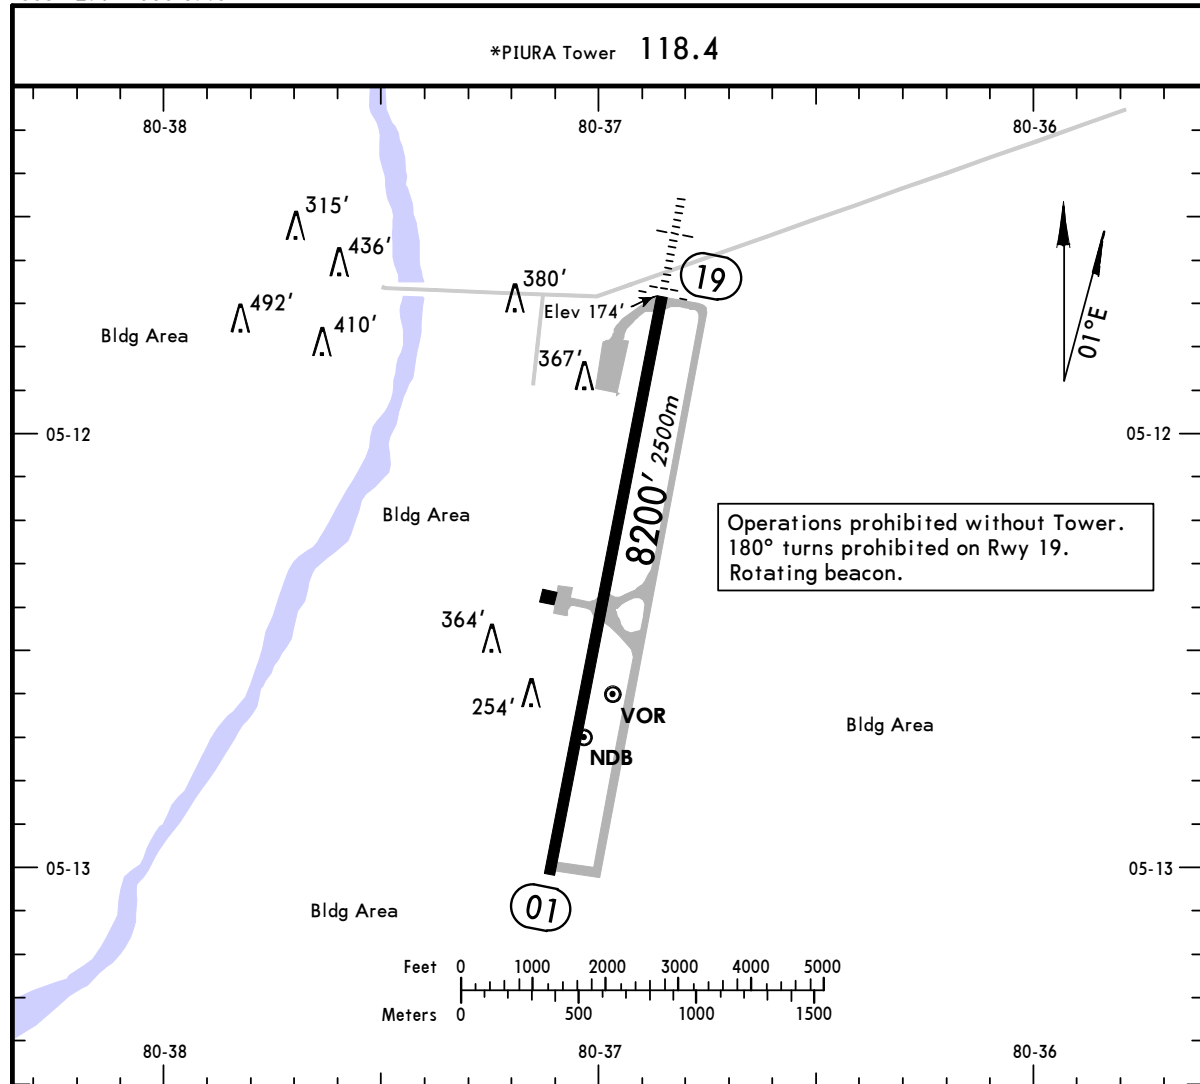 *PIURA Tower 118.4
80-38 80-37 80-36
315'
436'
380'
19
492'
410'
Elev 174'
01°E
Bldg Area
367'
8200' 2500m
05-12 05-12
Bldg Area
Operations prohibited without Tower.
180° turns prohibited on Rwy 19.
Rotating beacon.
364'
254'
VOR
NDB
Bldg Area
05-13 05-13
01
Bldg Area
Feet 0 1000 2000 3000 4000 5000
Meters 0 500 1000 1500
80-38 80-37 80-36